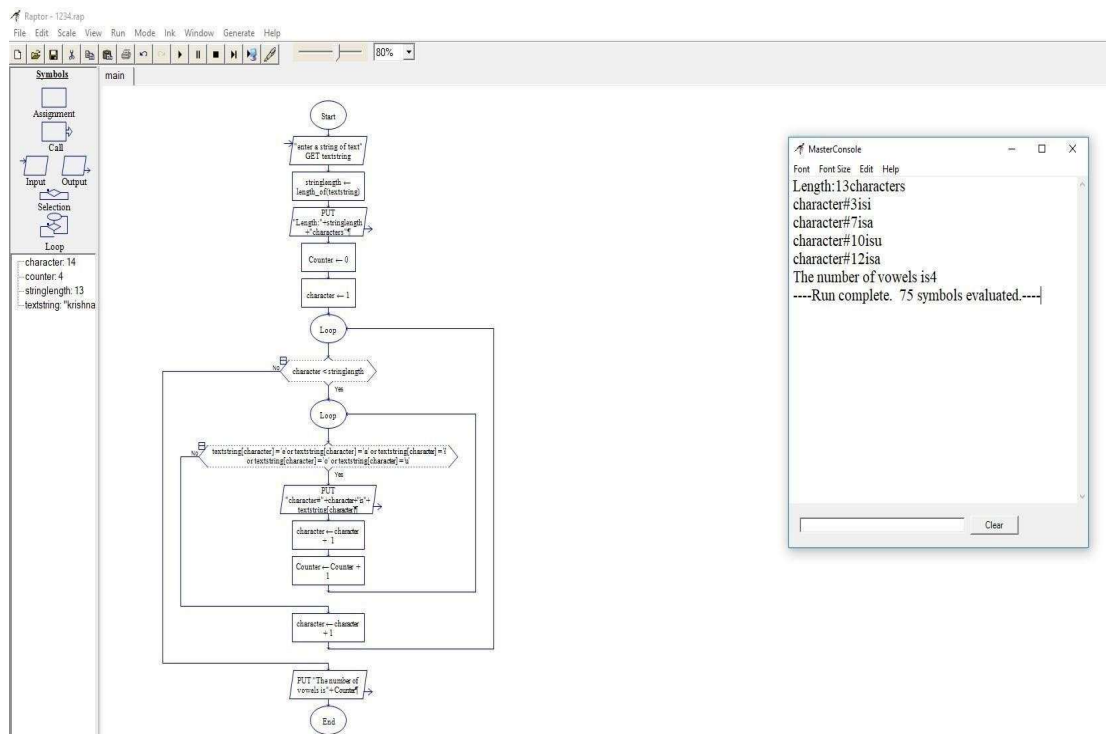 Raptor - 1234.rap
File Edit Scale View Run Mode Ink Window Generate Help
80%
Symbols
Assignment
Call
Input Output
Selection
Loop
character: 14
counter: 4
stringlength: 13
textstring: "krishna
main
Start
"enter a string of text"
GET textstring
stringlength ←
length_of(textstring)
PUT
"Length:"+stringlength
+"characters"¶
Counter ← 0
character ← 1
Loop
No
character < stringlength
Yes
Loop
No
textstring[character] = 'e' or textstring[character] = 'a' or textstring[character] = 'i'
or textstring[character] = 'o' or textstring[character] = 'u'
Yes
PUT
"character#"+character+"is"+
textstring[character]¶
character ← character
+ 1
Counter ← Counter +
1
character ← character
+ 1
PUT "The number of
vowels is"+Counter¶
End
MasterConsole
Font Font Size Edit Help
Length:13characters
character#3isi
character#7isa
character#10isu
character#12isa
The number of vowels is4
----Run complete. 75 symbols evaluated.----
Clear